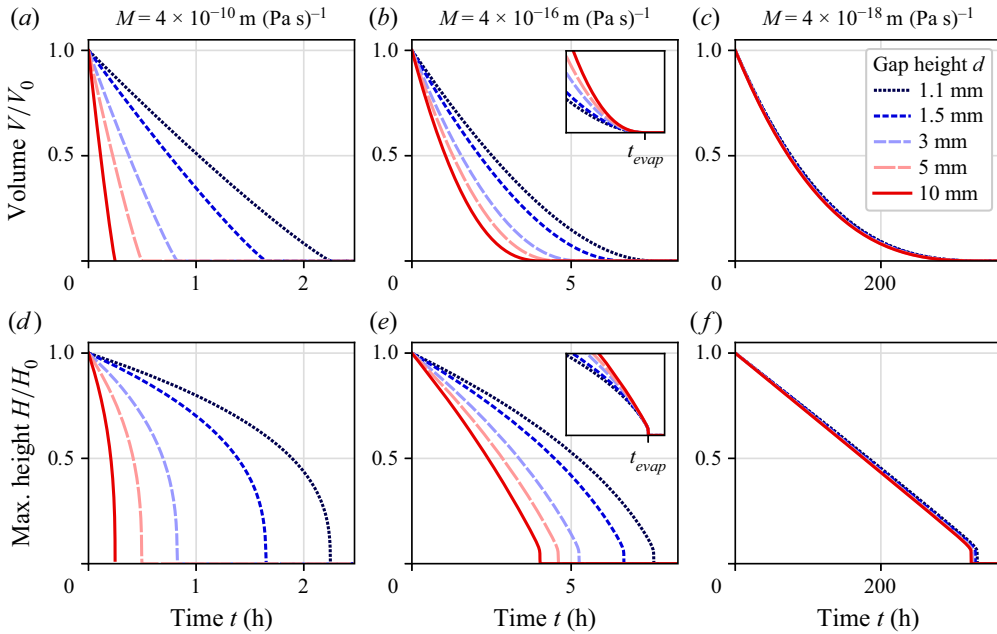 (a) M = 4 × 10⁻¹⁰ m (Pa s)⁻¹
(b) M = 4 × 10⁻¹⁶ m (Pa s)⁻¹
(c) M = 4 × 10⁻¹⁸ m (Pa s)⁻¹
Volume V/V₀
1.0
0.5
0
1
2
1.0
0.5
0
5
t_evap
1.0
0.5
0
200
Gap height d
1.1 mm
1.5 mm
3 mm
5 mm
10 mm
(d)
(e)
(f)
Max. height H/H₀
1.0
0.5
0
1
2
Time t (h)
1.0
0.5
0
5
t_evap
Time t (h)
1.0
0.5
0
200
Time t (h)